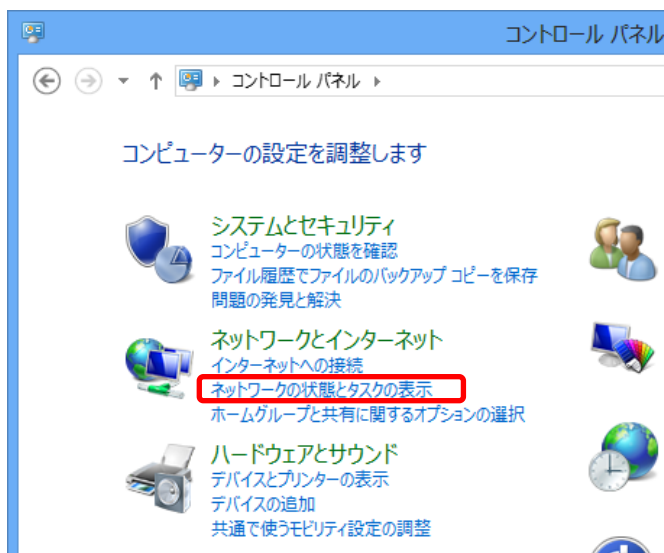 コントロール パネル
コントロール パネル
コンピューターの設定を調整します
システムとセキュリティ
コンピューターの状態を確認
ファイル履歴でファイルのバックアップ コピーを保存
問題の発見と解決
ネットワークとインターネット
インターネットへの接続
ネットワークの状態とタスクの表示
ホームグループと共有に関するオプションの選択
ハードウェアとサウンド
デバイスとプリンターの表示
デバイスの追加
共通で使うモビリティ設定の調整